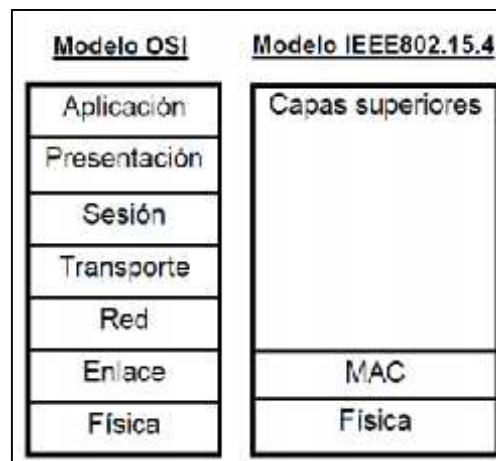 Modelo OSI
Aplicación
Presentación
Sesión
Transporte
Red
Enlace
Física
Modelo IEEE802.15.4
Capas superiores
MAC
Física